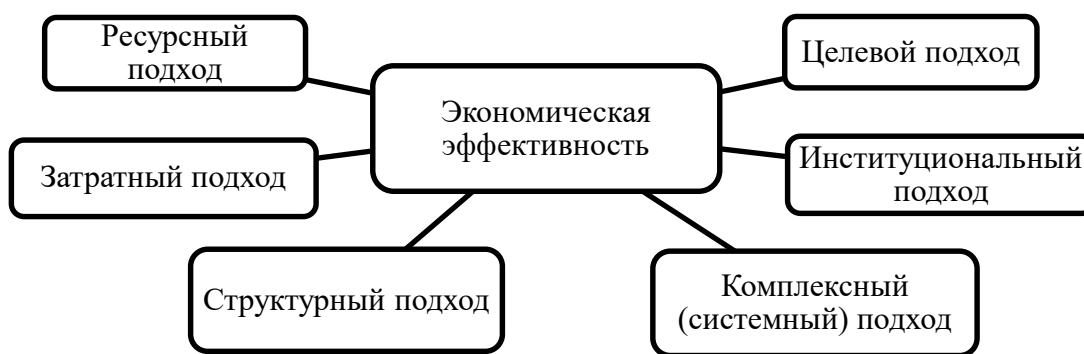 Ресурсный
подход
Целевой подход
Экономическая
эффективность
Затратный подход
Институциональный
подход
Структурный подход
Комплексный
(системный) подход